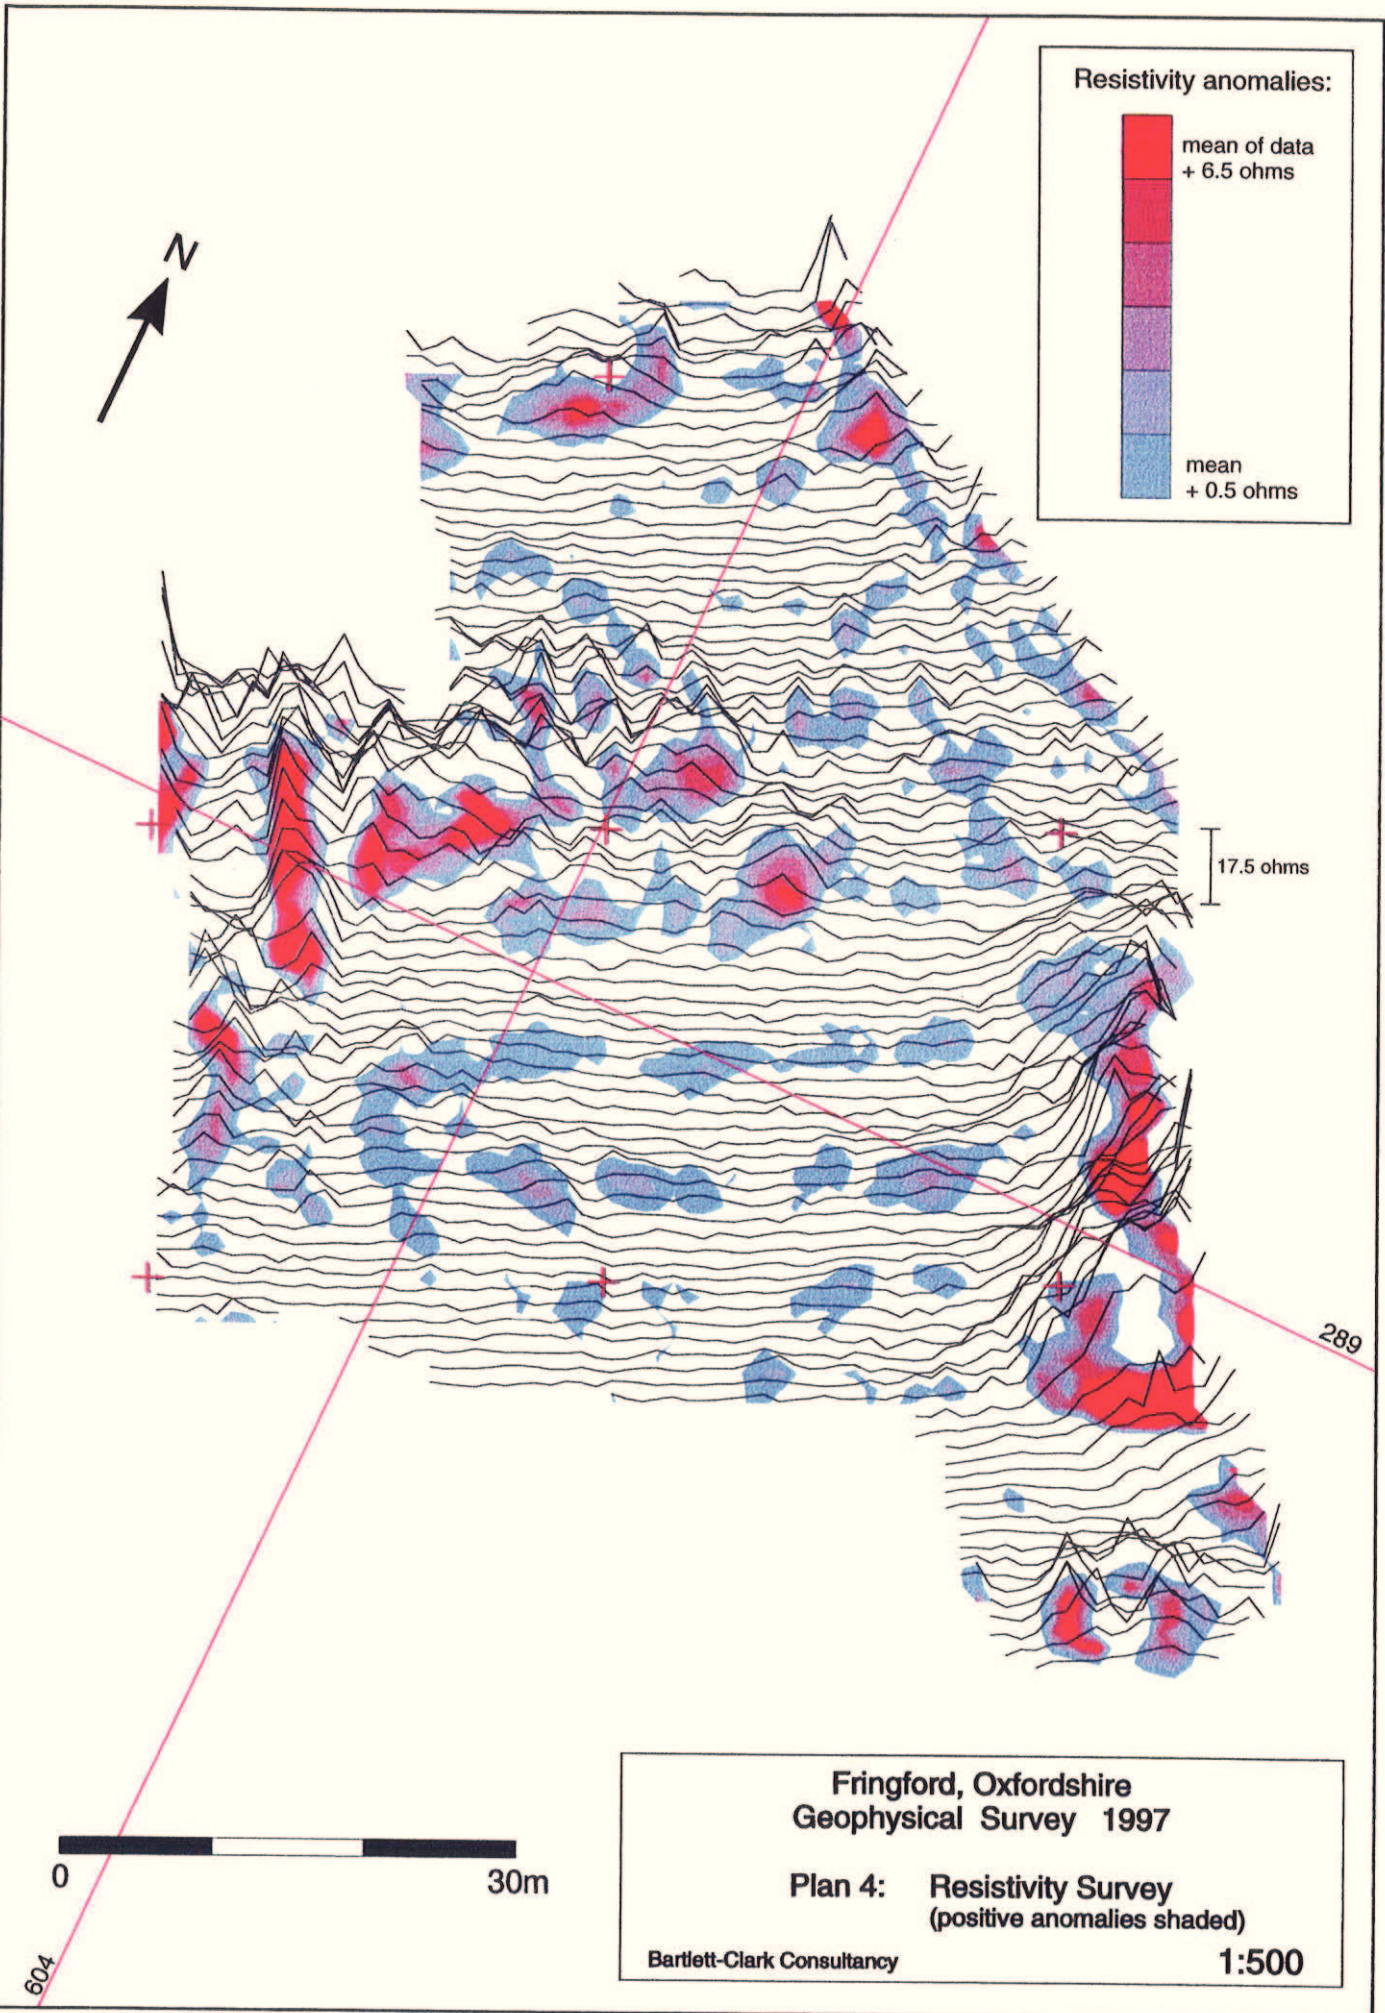 Resistivity anomalies:
mean of data
+ 6.5 ohms
mean
+ 0.5 ohms
N
17.5 ohms
289
604
0
30m
Fringford, Oxfordshire
Geophysical Survey 1997
Plan 4: Resistivity Survey
(positive anomalies shaded)
Bartlett-Clark Consultancy
1:500